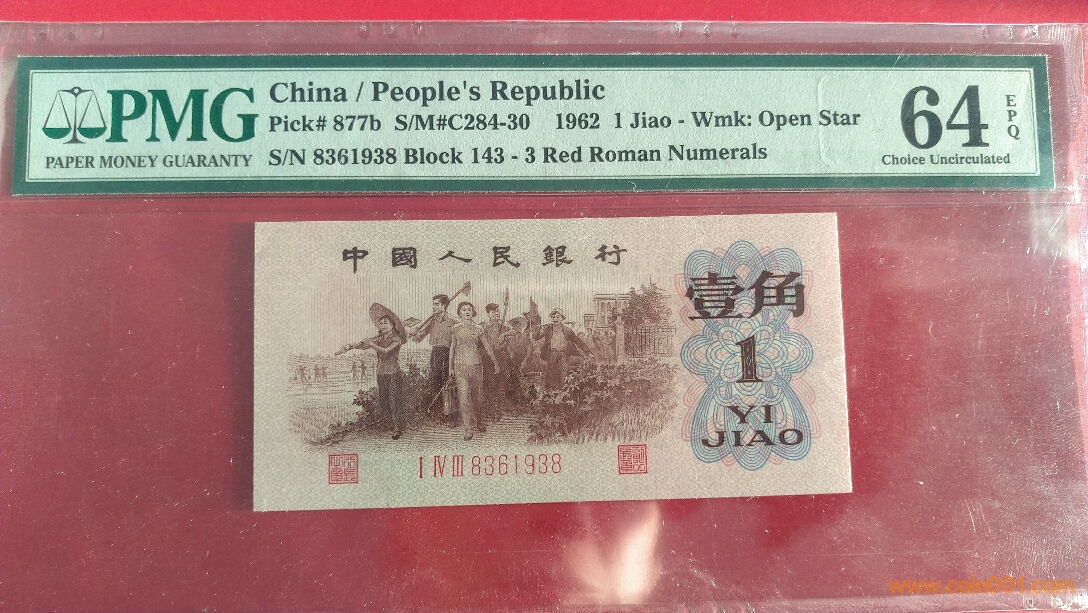 PMG
PAPER MONEY GUARANTY
China / People's Republic
Pick# 877b S/M#C284-30 1962 1 Jiao - Wmk: Open Star
S/N 8361938 Block 143 - 3 Red Roman Numerals
64
EPQ
Choice Uncirculated
中國人民銀行
壹角
1
YI
JIAO
I IV III 8361938
www.coin001.com